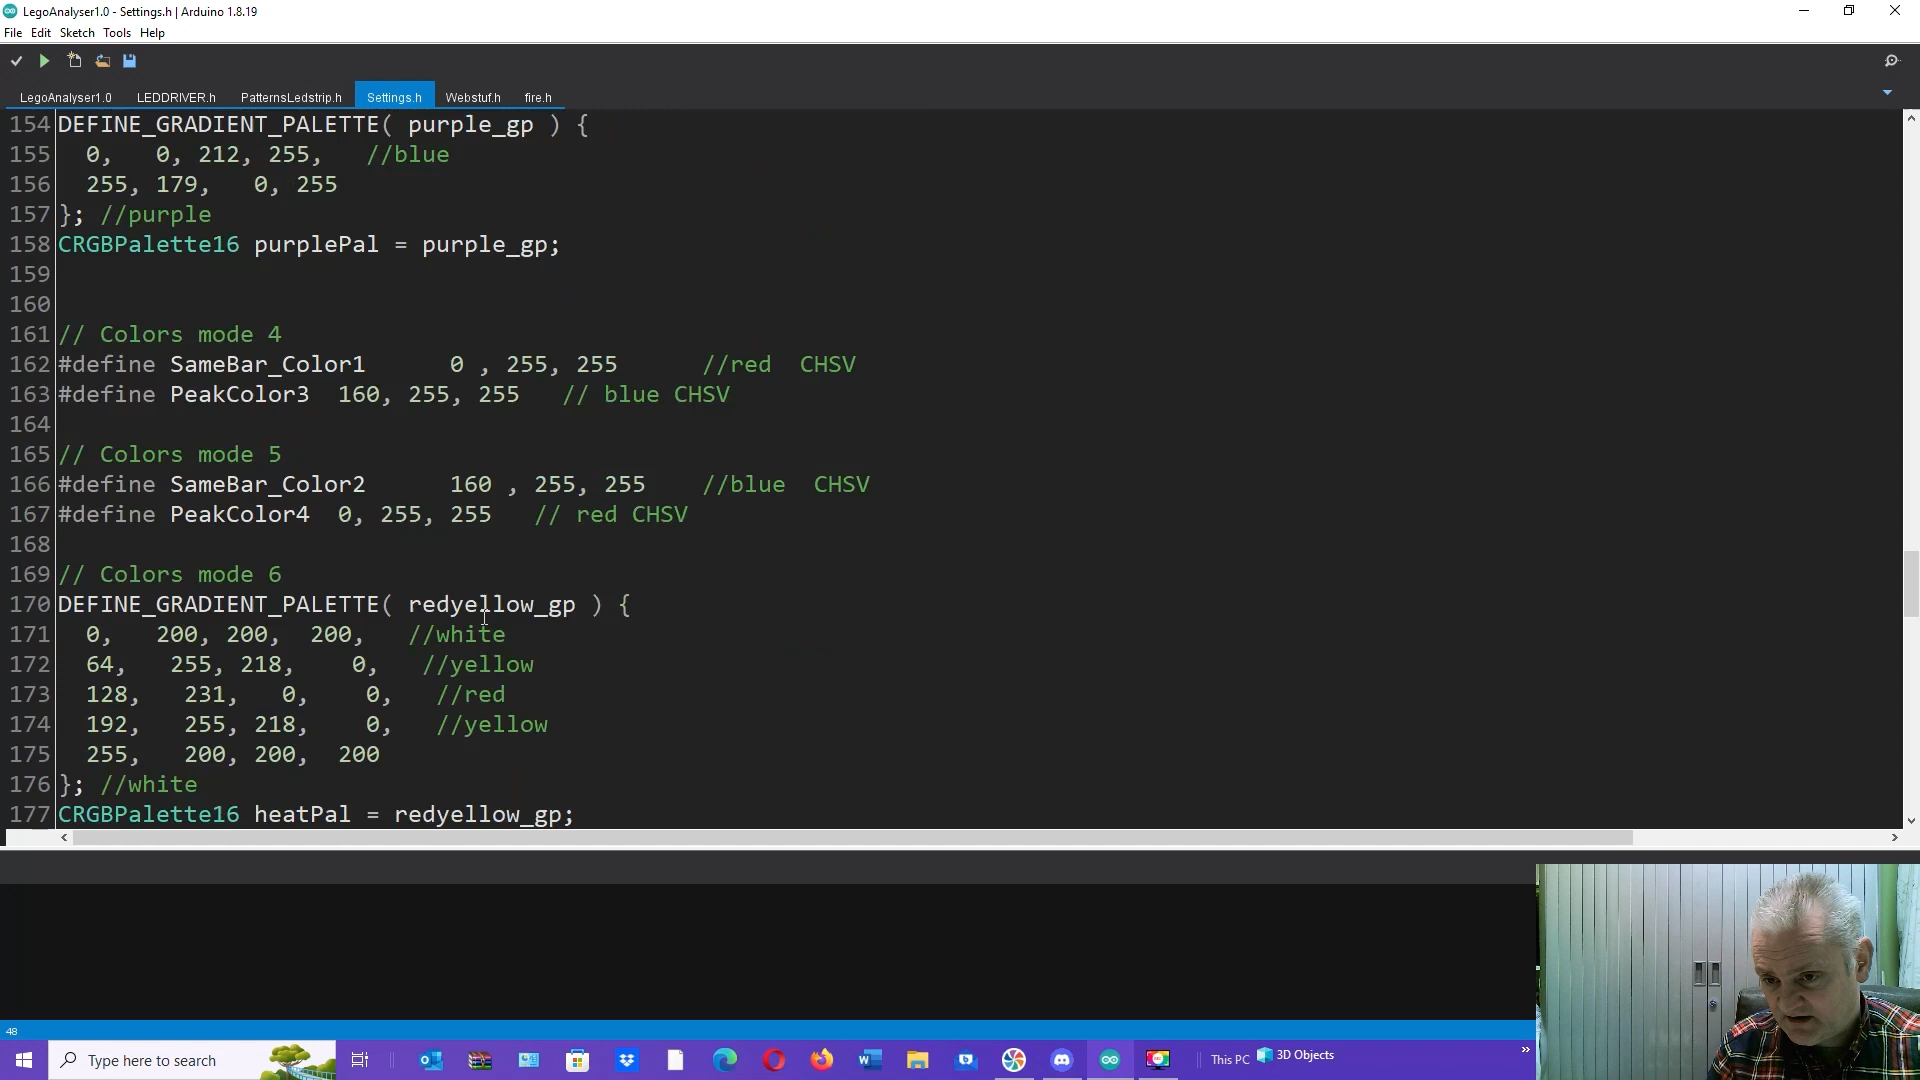 LegoAnalyser1.0 - Settings.h | Arduino 1.8.19
File Edit Sketch Tools Help
LegoAnalyser1.0 LEDDRIVER.h PatternsLedstrip.h Settings.h Webstuf.h fire.h
154 DEFINE_GRADIENT_PALETTE( purple_gp ) {
155 0, 0, 212, 255, //blue
156 255, 179, 0, 255
157 }; //purple
158 CRGBPalette16 purplePal = purple_gp;
159
160
161 // Colors mode 4
162 #define SameBar_Color1 0 , 255, 255 //red CHSV
163 #define PeakColor3 160, 255, 255 // blue CHSV
164
165 // Colors mode 5
166 #define SameBar_Color2 160 , 255, 255 //blue CHSV
167 #define PeakColor4 0, 255, 255 // red CHSV
168
169 // Colors mode 6
170 DEFINE_GRADIENT_PALETTE( redyellow_gp ) {
171 0, 200, 200, 200, //white
172 64, 255, 218, 0, //yellow
173 128, 231, 0, 0, //red
174 192, 255, 218, 0, //yellow
175 255, 200, 200, 200
176 }; //white
177 CRGBPalette16 heatPal = redyellow_gp;
48
Type here to search
This PC
3D Objects